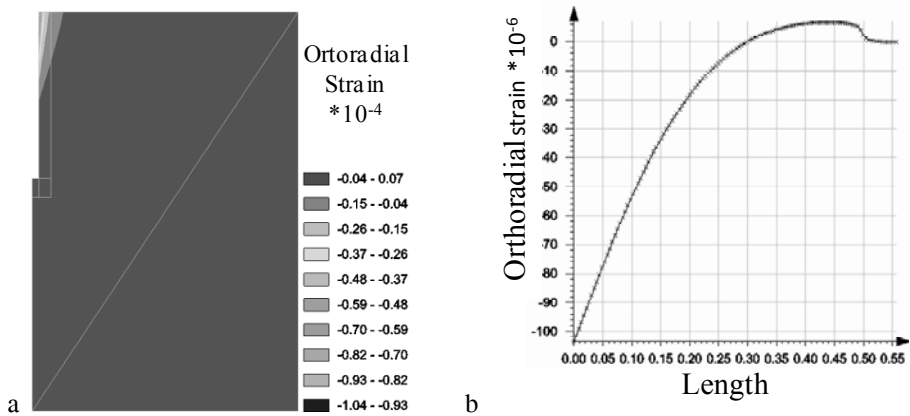 Ortoradial
Strain
*10-4
-0.04 - 0.07
-0.15 - -0.04
-0.26 - -0.15
-0.37 - -0.26
-0.48 - -0.37
-0.59 - -0.48
-0.70 - -0.59
-0.82 - -0.70
-0.93 - -0.82
-1.04 - -0.93
a
Orthoradial strain *10-6
0
-10
-20
-30
-40
-50
-60
-70
-80
-90
-100
0.00 0.05 0.10 0.15 0.20 0.25 0.30 0.35 0.40 0.45 0.50 0.55
Length
b